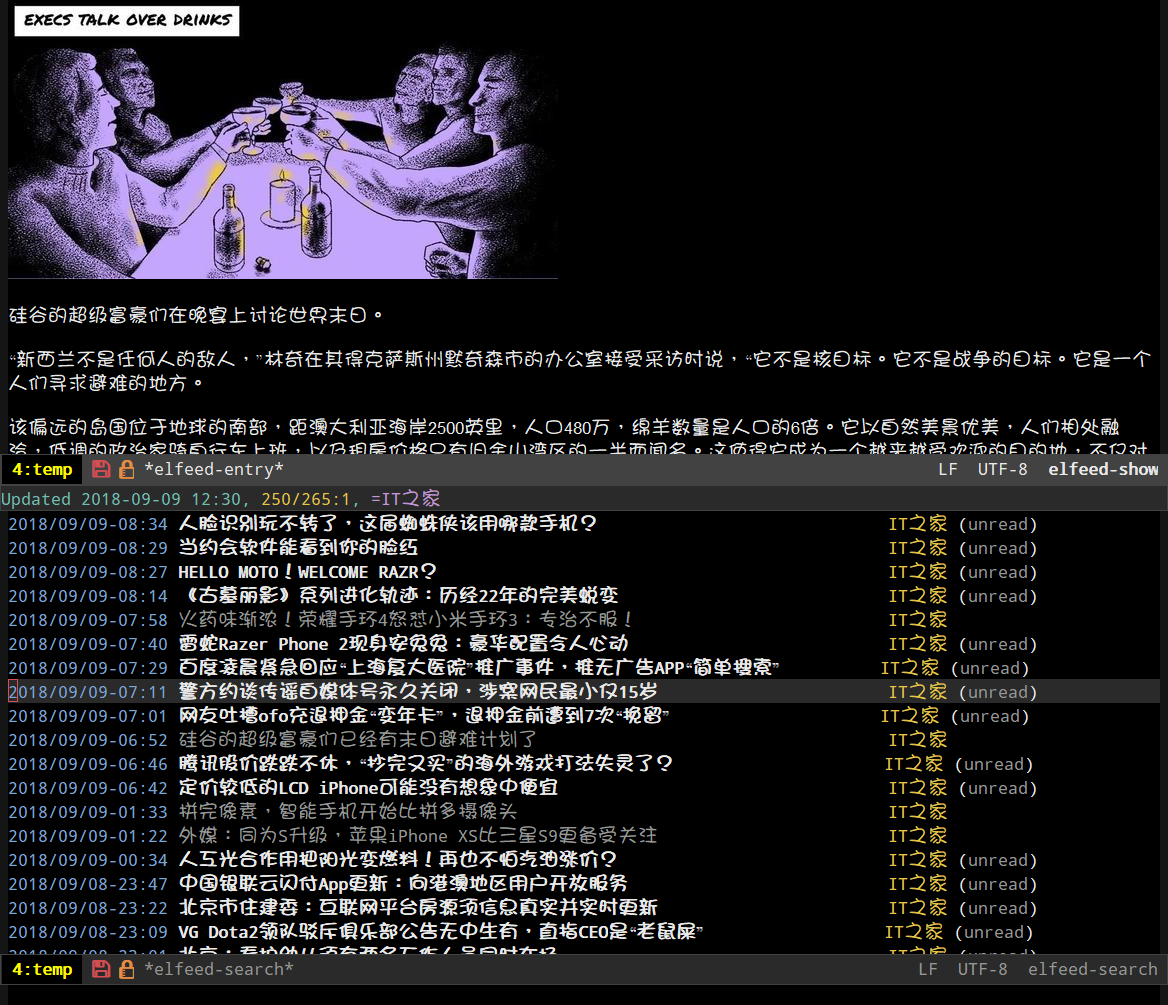 EXECS TALK OVER DRINKS
硅谷的超级富豪们在晚宴上讨论世界末日。
“新西兰不是任何人的敌人，”林奇在其得克萨斯州默奇森市的办公室接受采访时说，“它不是核目标。它不是战争的目标。它是一个
人们寻求避难的地方。
该偏远的岛国位于地球的南部，距澳大利亚海岸2500英里，人口480万，绵羊数量是人口的6倍。它以自然美景优美，人们相处融
洽，低调的政治家骑自行车上班，以及租房价格只有旧金山湾区的一半而闻名。这使得它成为一个越来越受欢迎的目的地，不仅对
4:temp *elfeed-entry* LF UTF-8 elfeed-show
Updated 2018-09-09 12:30, 250/265:1, =IT之家
2018/09/09-08:34 人脸识别玩不转了，这届蜘蛛侠该用哪款手机？ IT之家 (unread)
2018/09/09-08:29 当约会软件能看到你的脸红 IT之家 (unread)
2018/09/09-08:27 HELLO MOTO！WELCOME RAZR？ IT之家 (unread)
2018/09/09-08:14 《古墓丽影》系列进化轨迹：历经22年的完美蜕变 IT之家 (unread)
2018/09/09-07:58 火药味渐浓！荣耀手环4怒怼小米手环3：专治不服！ IT之家
2018/09/09-07:40 雷蛇Razer Phone 2现身安兔兔：豪华配置令人心动 IT之家 (unread)
2018/09/09-07:29 百度凌晨紧急回应“上海复大医院”推广事件，推无广告APP“简单搜索” IT之家 (unread)
2018/09/09-07:11 警方约谈传谣自媒体号永久关闭，涉案网民最小仅15岁 IT之家 (unread)
2018/09/09-07:01 网友吐槽ofo充退押金“变年卡”，退押金前遭到7次“挽留” IT之家 (unread)
2018/09/09-06:52 硅谷的超级富豪们已经有末日避难计划了 IT之家
2018/09/09-06:46 腾讯股价跌跌不休，“抄完又买”的海外游戏打法失灵了？ IT之家 (unread)
2018/09/09-06:42 定价较低的LCD iPhone可能没有想象中便宜 IT之家 (unread)
2018/09/09-01:33 拼完像素，智能手机开始比拼多摄像头 IT之家
2018/09/09-01:22 外媒：同为S升级，苹果iPhone XS比三星S9更备受关注 IT之家
2018/09/09-00:34 人工光合作用把阳光变燃料！再也不怕汽油涨价？ IT之家 (unread)
2018/09/08-23:47 中国银联云闪付App更新：向港澳地区用户开放服务 IT之家 (unread)
2018/09/08-23:22 北京市住建委：互联网平台房源须信息真实并实时更新 IT之家 (unread)
2018/09/08-23:09 VG Dota2领队驳斥俱乐部公告无中生有，直指CEO是“老鼠屎” IT之家 (unread)
4:temp *elfeed-search* LF UTF-8 elfeed-search